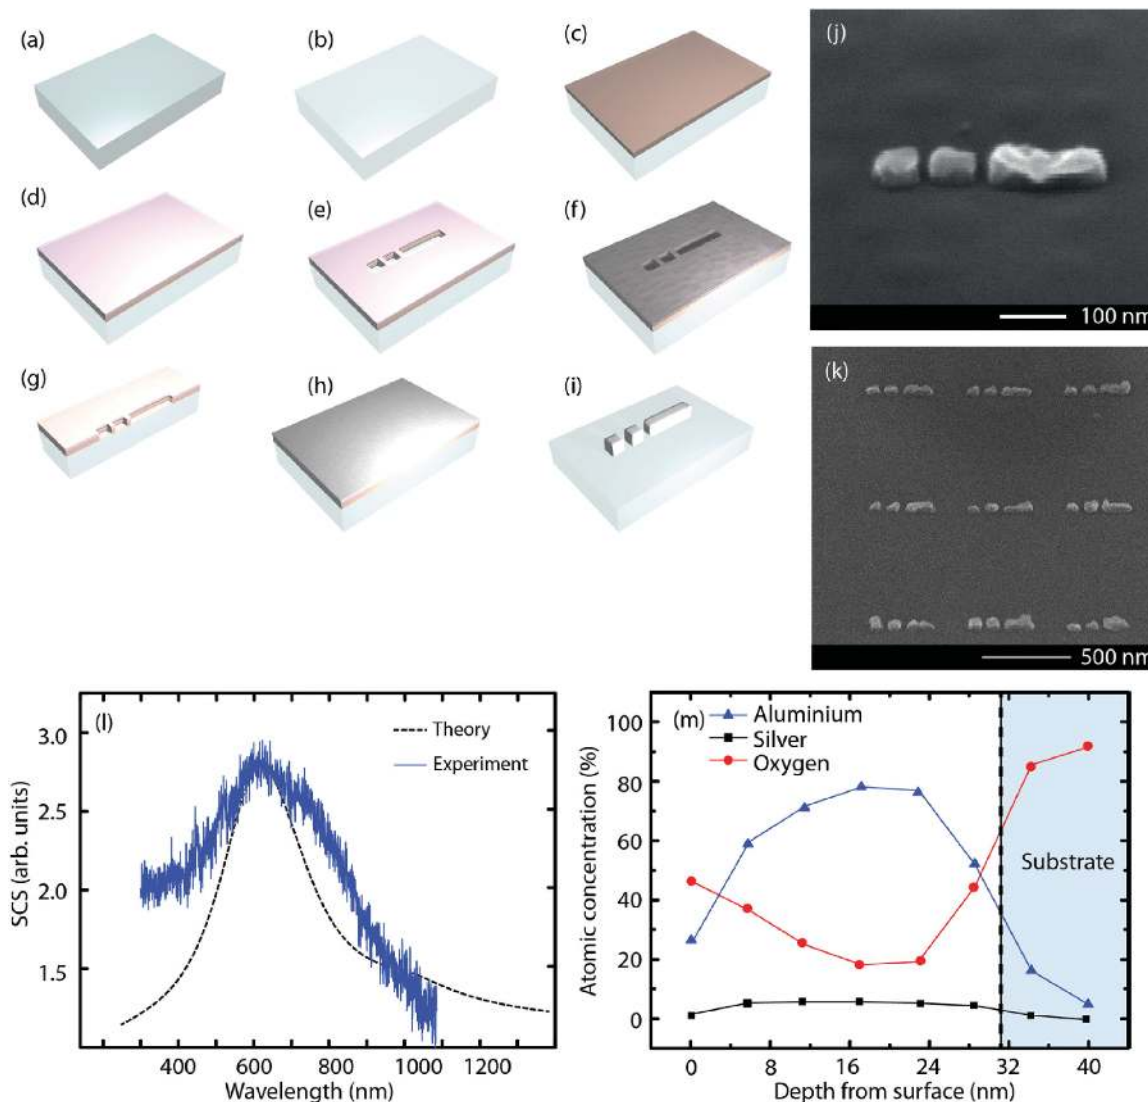 (a)
(b)
(c)
(d)
(e)
(f)
(g)
(h)
(i)
(j)
100 nm
(k)
500 nm
(l)
Theory
Experiment
SCS (arb. units)
3.0
2.5
2.0
1.5
400 600 800 1000 1200
Wavelength (nm)
(m)
Aluminium
Silver
Oxygen
Substrate
Atomic concentration (%)
100
80
60
40
20
0
0 8 16 24 32 40
Depth from surface (nm)